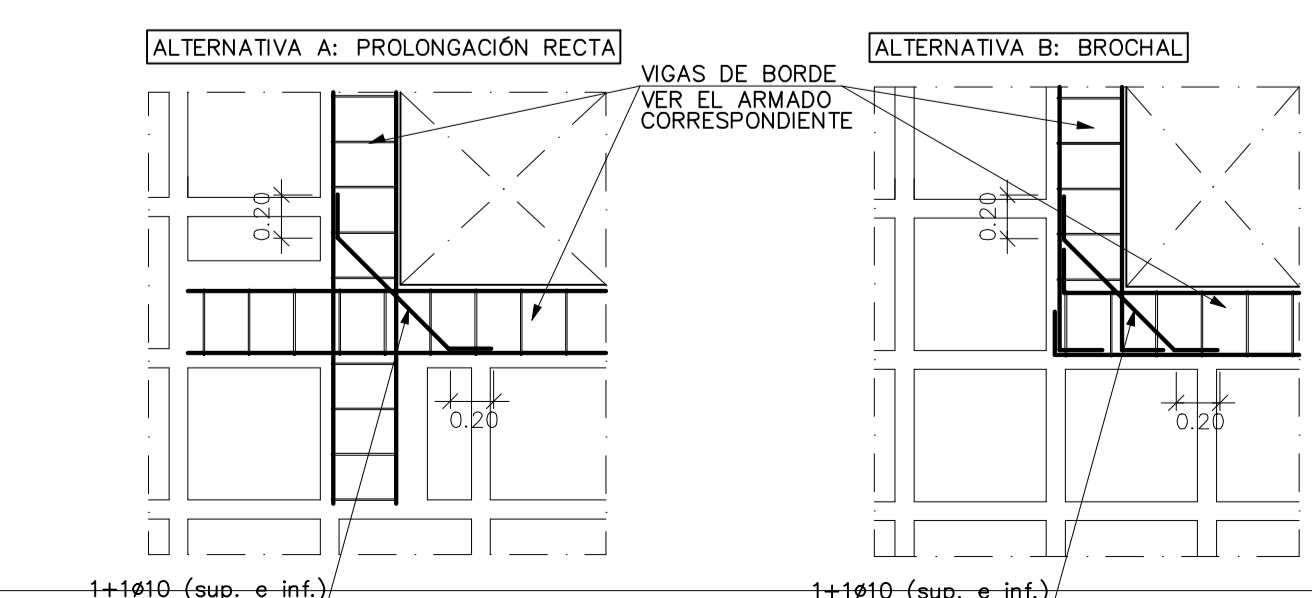 ALTERNATIVA A: PROLONGACIÓN RECTA
ALTERNATIVA B: BROCHAL
VIGAS DE BORDE
VER EL ARMADO
CORRESPONDIENTE
0.20
0.20
0.20
0.20
1+1ø10 (sup. e inf.)
1+1ø10 (sup. e inf.)